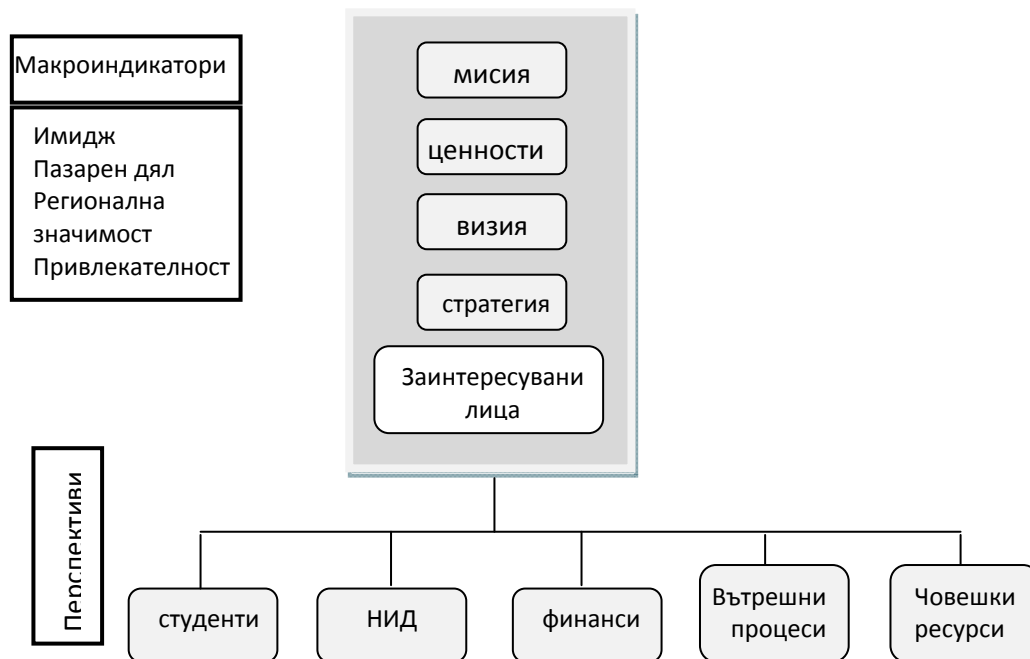 Макроиндикатори
Имидж
Пазарен дял
Регионална
значимост
Привлекателност
мисия
ценности
визия
стратегия
Заинтересувани
лица
Перспективи
студенти
НИД
финанси
Вътрешни
процеси
Човешки
ресурси